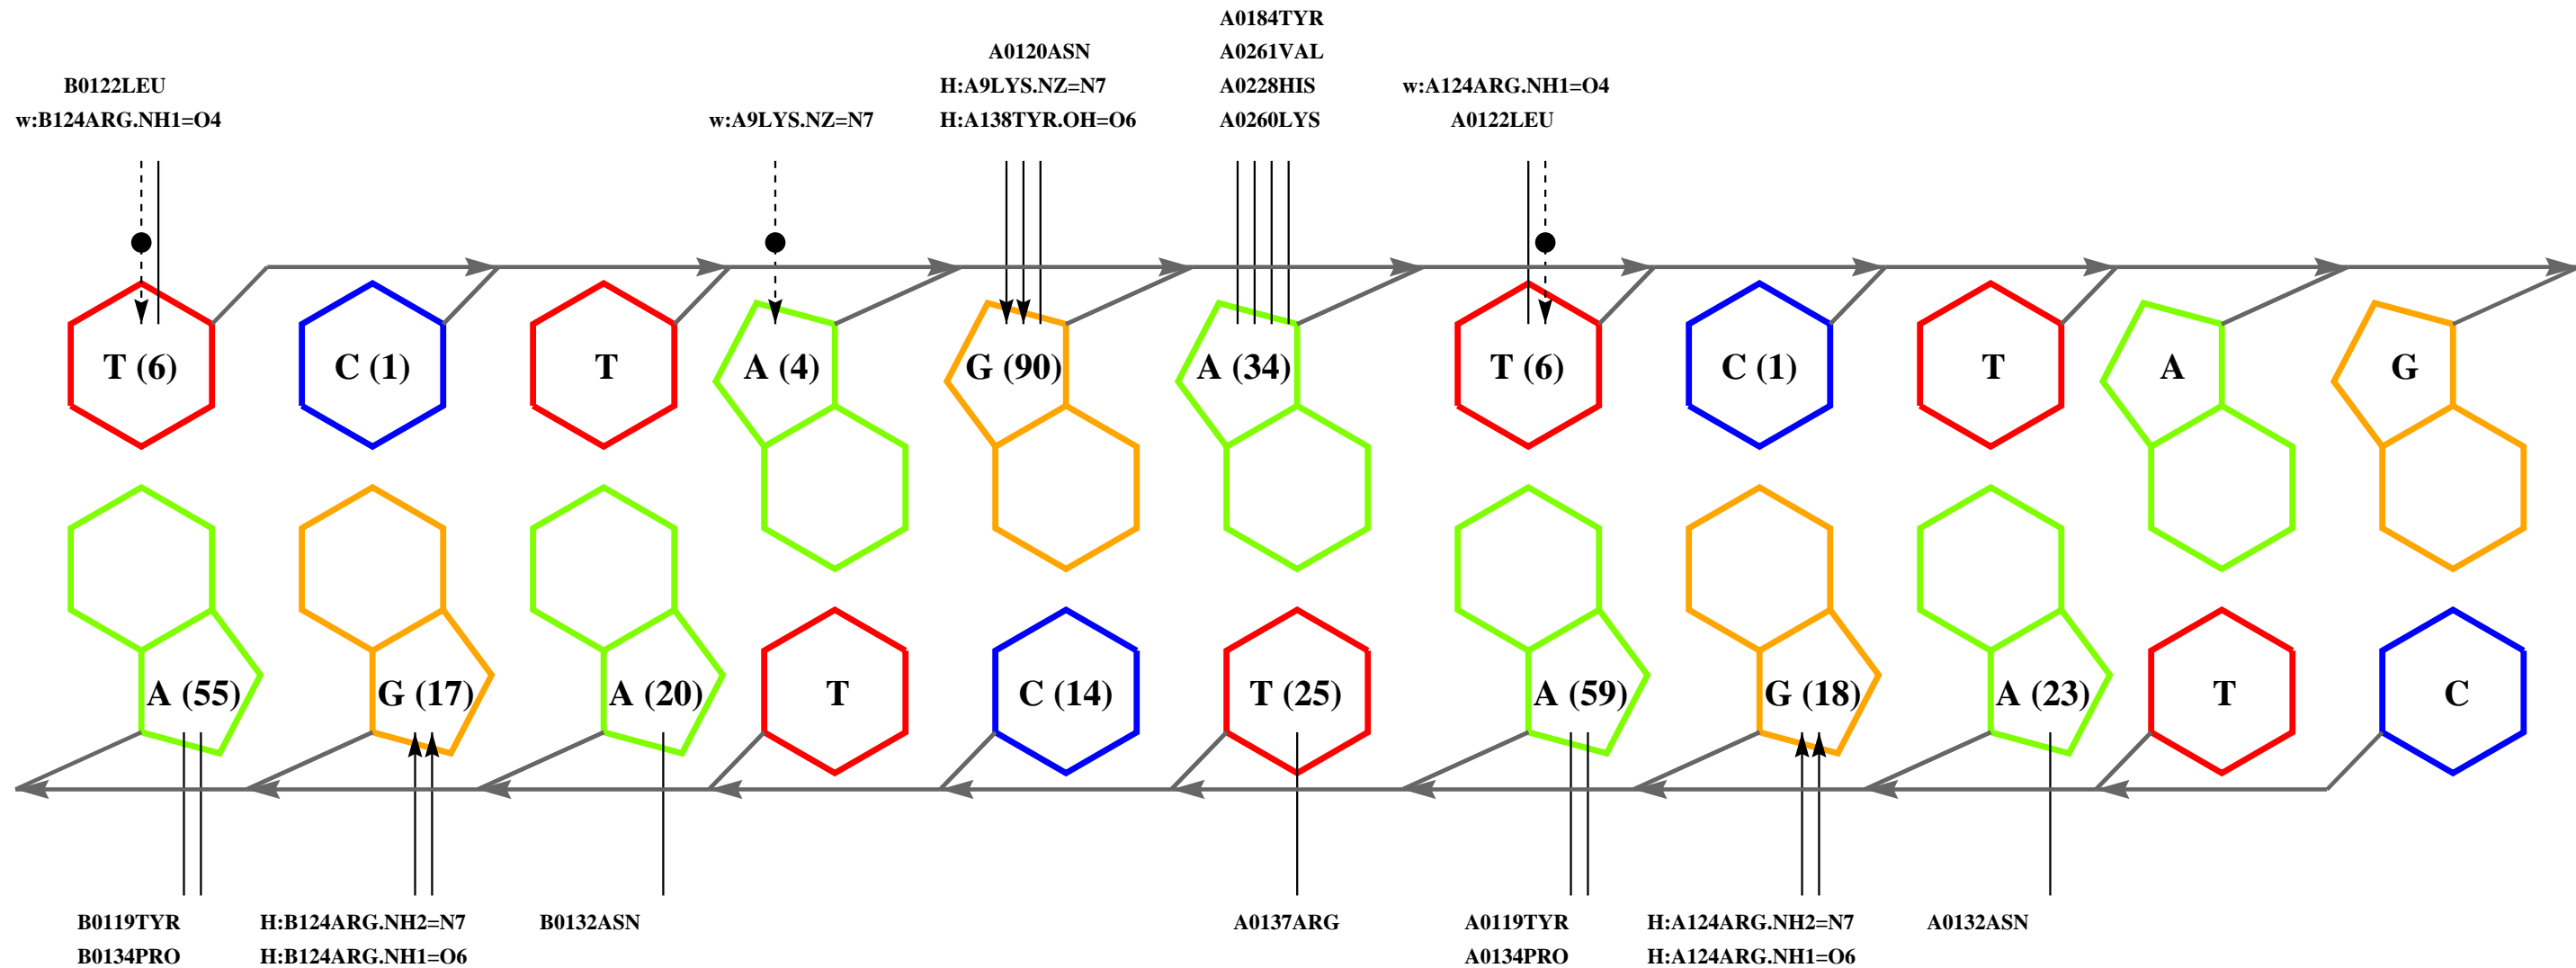 A0184TYR
A0120ASN A0261VAL
B0122LEU H:A9LYS.NZ=N7 A0228HIS w:A124ARG.NH1=O4
w:B124ARG.NH1=O4 w:A9LYS.NZ=N7 H:A138TYR.OH=O6 A0260LYS A0122LEU
T (6) C (1) T A (4) G (90) A (34) T (6) C (1) T A G
A (55) G (17) A (20) T C (14) T (25) A (59) G (18) A (23) T C
B0119TYR H:B124ARG.NH2=N7 B0132ASN A0137ARG A0119TYR H:A124ARG.NH2=N7 A0132ASN
B0134PRO H:B124ARG.NH1=O6 A0134PRO H:A124ARG.NH1=O6